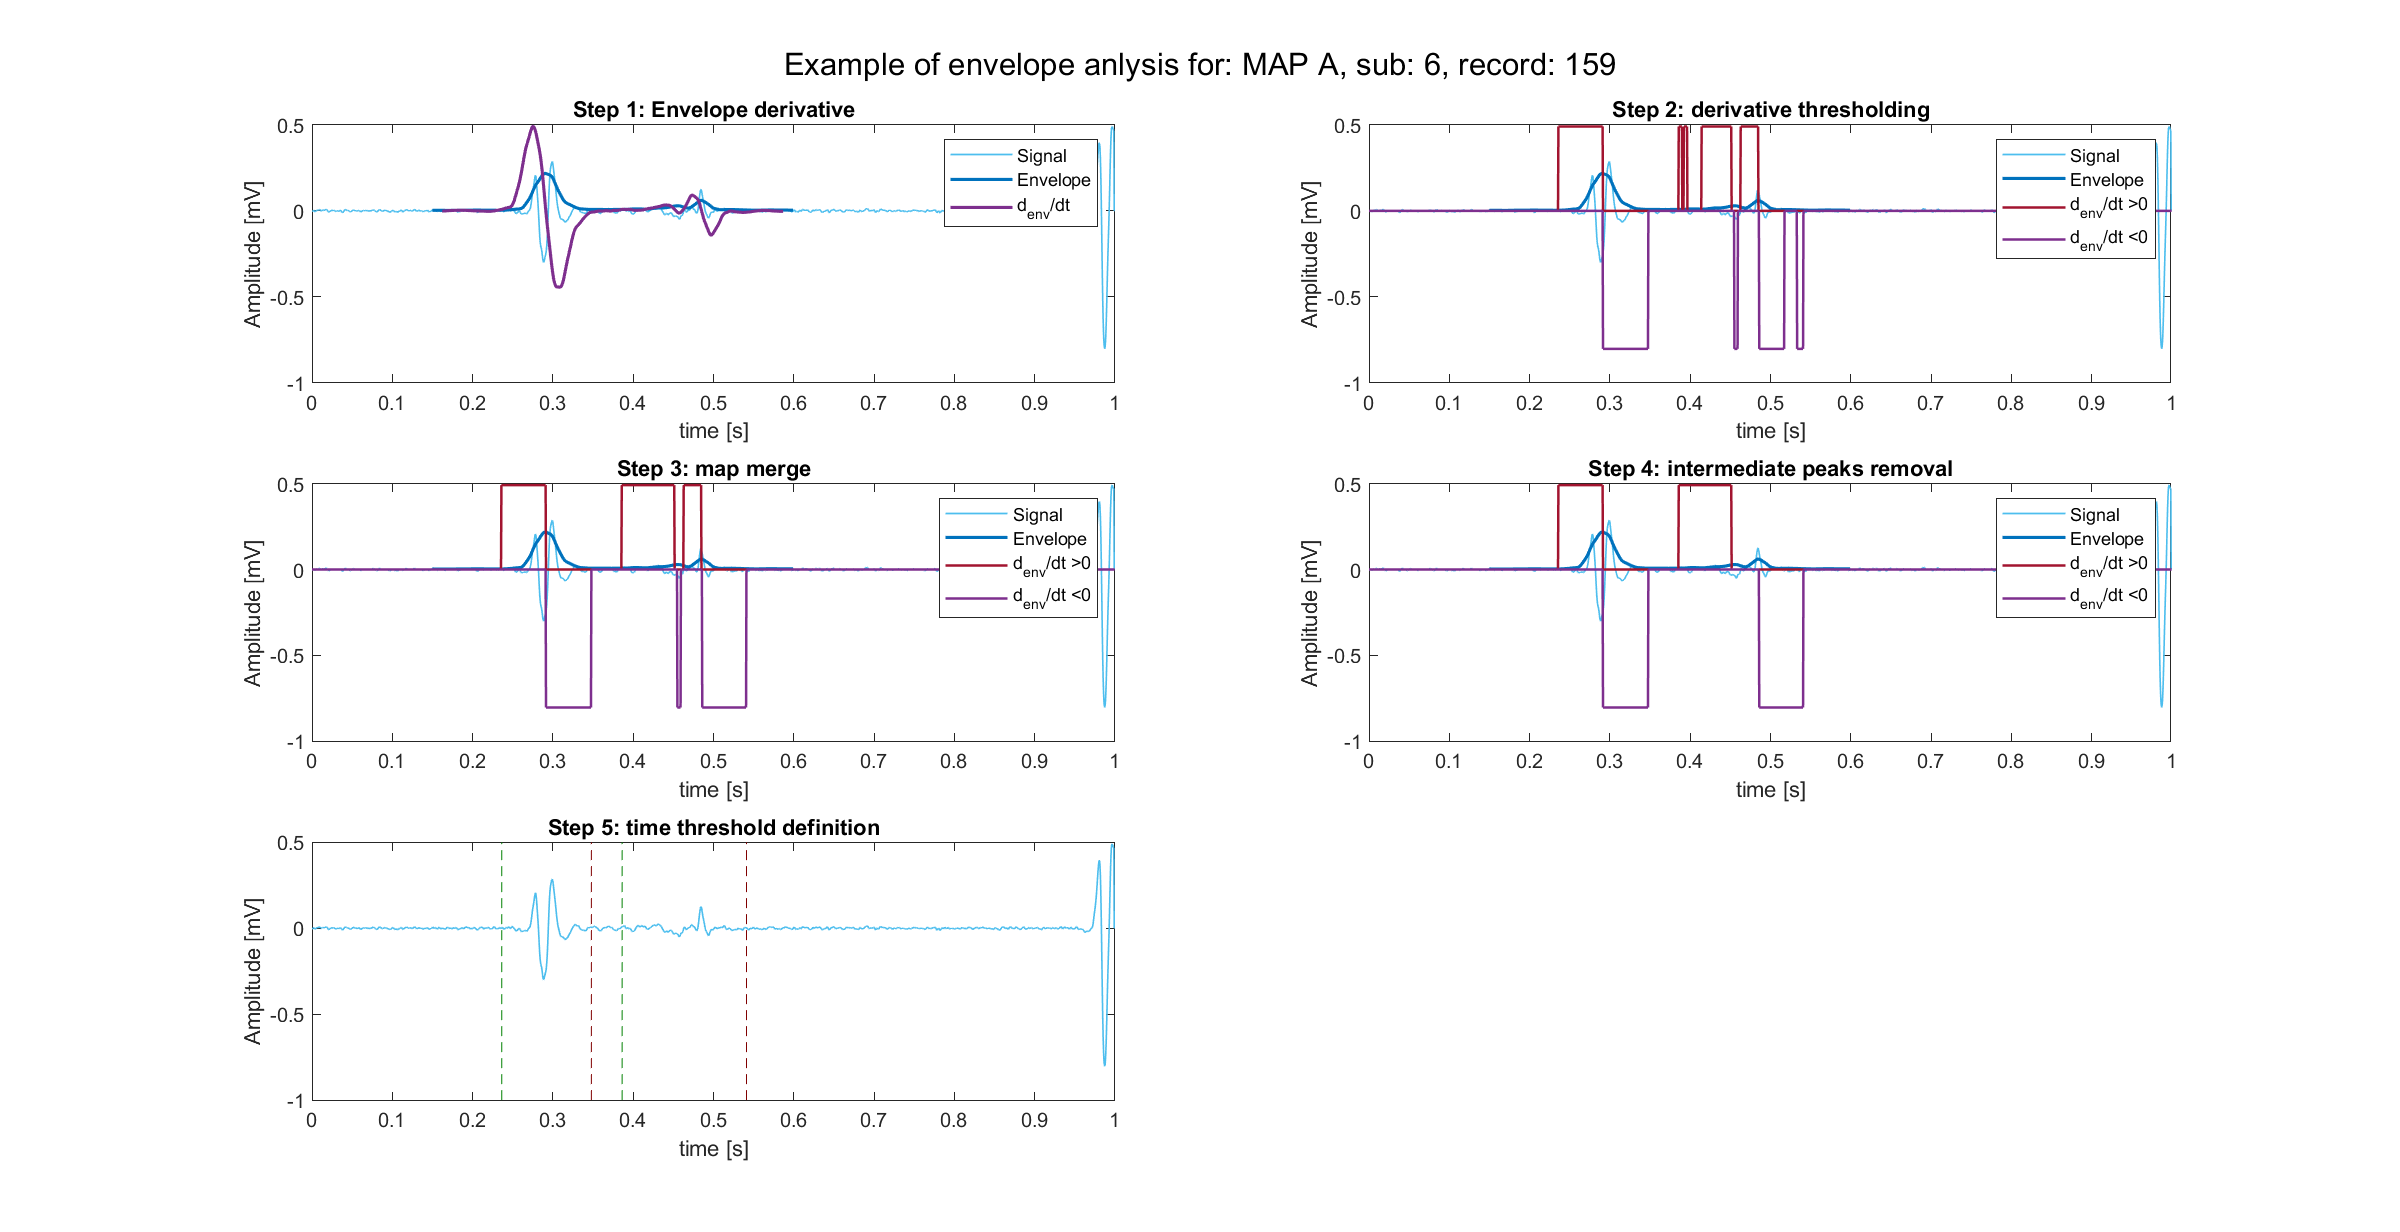 Example of envelope anlysis for: MAP A, sub: 6, record: 159
Step 1: Envelope derivative
0.5
0
-0.5
-1
Amplitude [mV]
Signal
Envelope
d_env/dt
0 0.1 0.2 0.3 0.4 0.5 0.6 0.7 0.8 0.9 1
time [s]
Step 2: derivative thresholding
0.5
0
-0.5
-1
Amplitude [mV]
Signal
Envelope
d_env/dt >0
d_env/dt <0
0 0.1 0.2 0.3 0.4 0.5 0.6 0.7 0.8 0.9 1
time [s]
Step 3: map merge
0.5
0
-0.5
-1
Amplitude [mV]
Signal
Envelope
d_env/dt >0
d_env/dt <0
0 0.1 0.2 0.3 0.4 0.5 0.6 0.7 0.8 0.9 1
time [s]
Step 4: intermediate peaks removal
0.5
0
-0.5
-1
Amplitude [mV]
Signal
Envelope
d_env/dt >0
d_env/dt <0
0 0.1 0.2 0.3 0.4 0.5 0.6 0.7 0.8 0.9 1
time [s]
Step 5: time threshold definition
0.5
0
-0.5
-1
Amplitude [mV]
0 0.1 0.2 0.3 0.4 0.5 0.6 0.7 0.8 0.9 1
time [s]